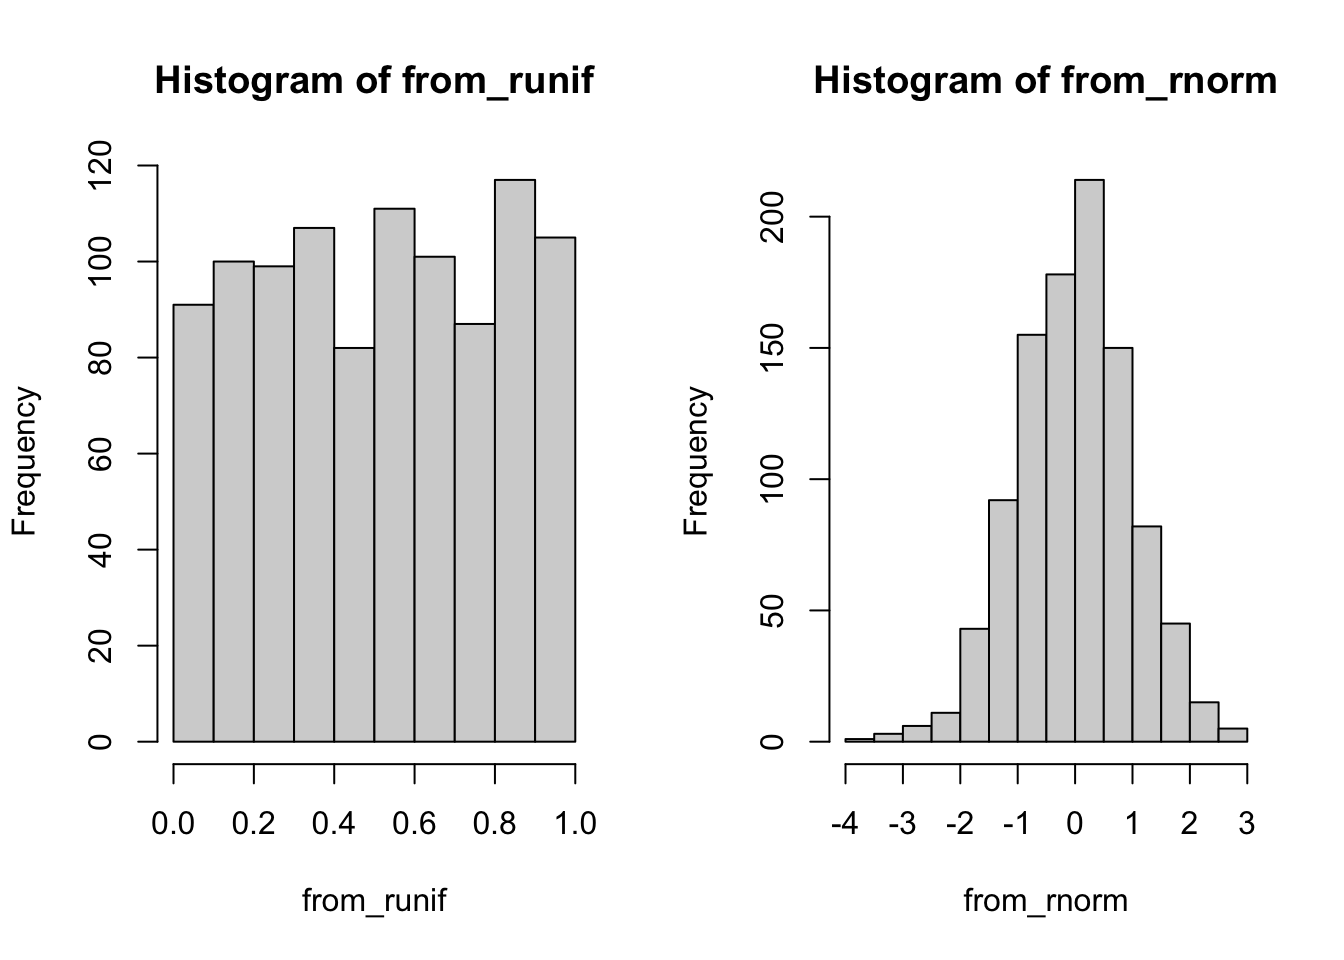 Histogram of from_runif
Frequency
120
100
80
60
40
20
0
0.0 0.2 0.4 0.6 0.8 1.0
from_runif
Histogram of from_rnorm
Frequency
200
150
100
50
0
-4 -3 -2 -1 0 1 2 3
from_rnorm